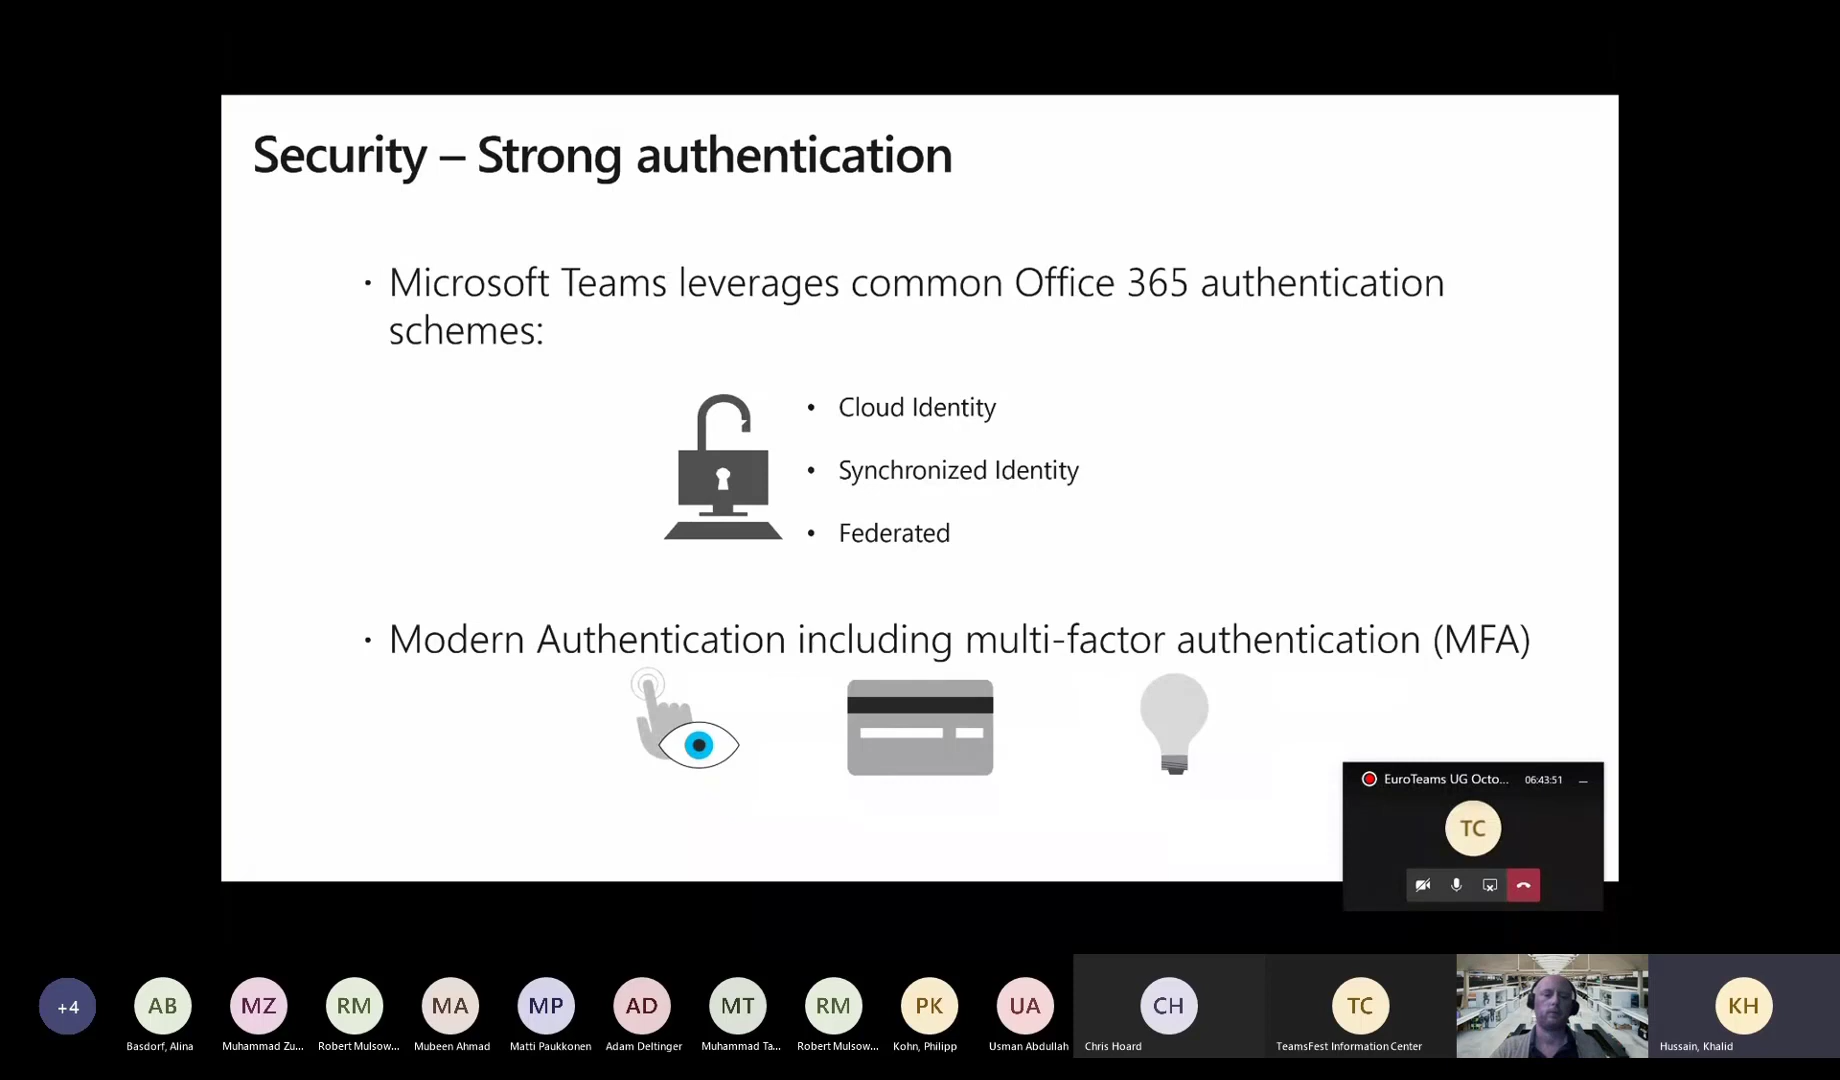 Security – Strong authentication
· Microsoft Teams leverages common Office 365 authentication
schemes:
• Cloud Identity
• Synchronized Identity
• Federated
· Modern Authentication including multi-factor authentication (MFA)
EuroTeams UG Octo... 06:43:51
TC
+4 AB MZ RM MA MP AD MT RM PK UA CH TC KH
Basdorf, Alina Muhammad Zu... Robert Mulsow... Mubeen Ahmad Matti Paukkonen Adam Deltinger Muhammad Ta... Robert Mulsow... Kohn, Philipp Usman Abdullah Chris Hoard TeamsFest Information Center Hussain, Khalid